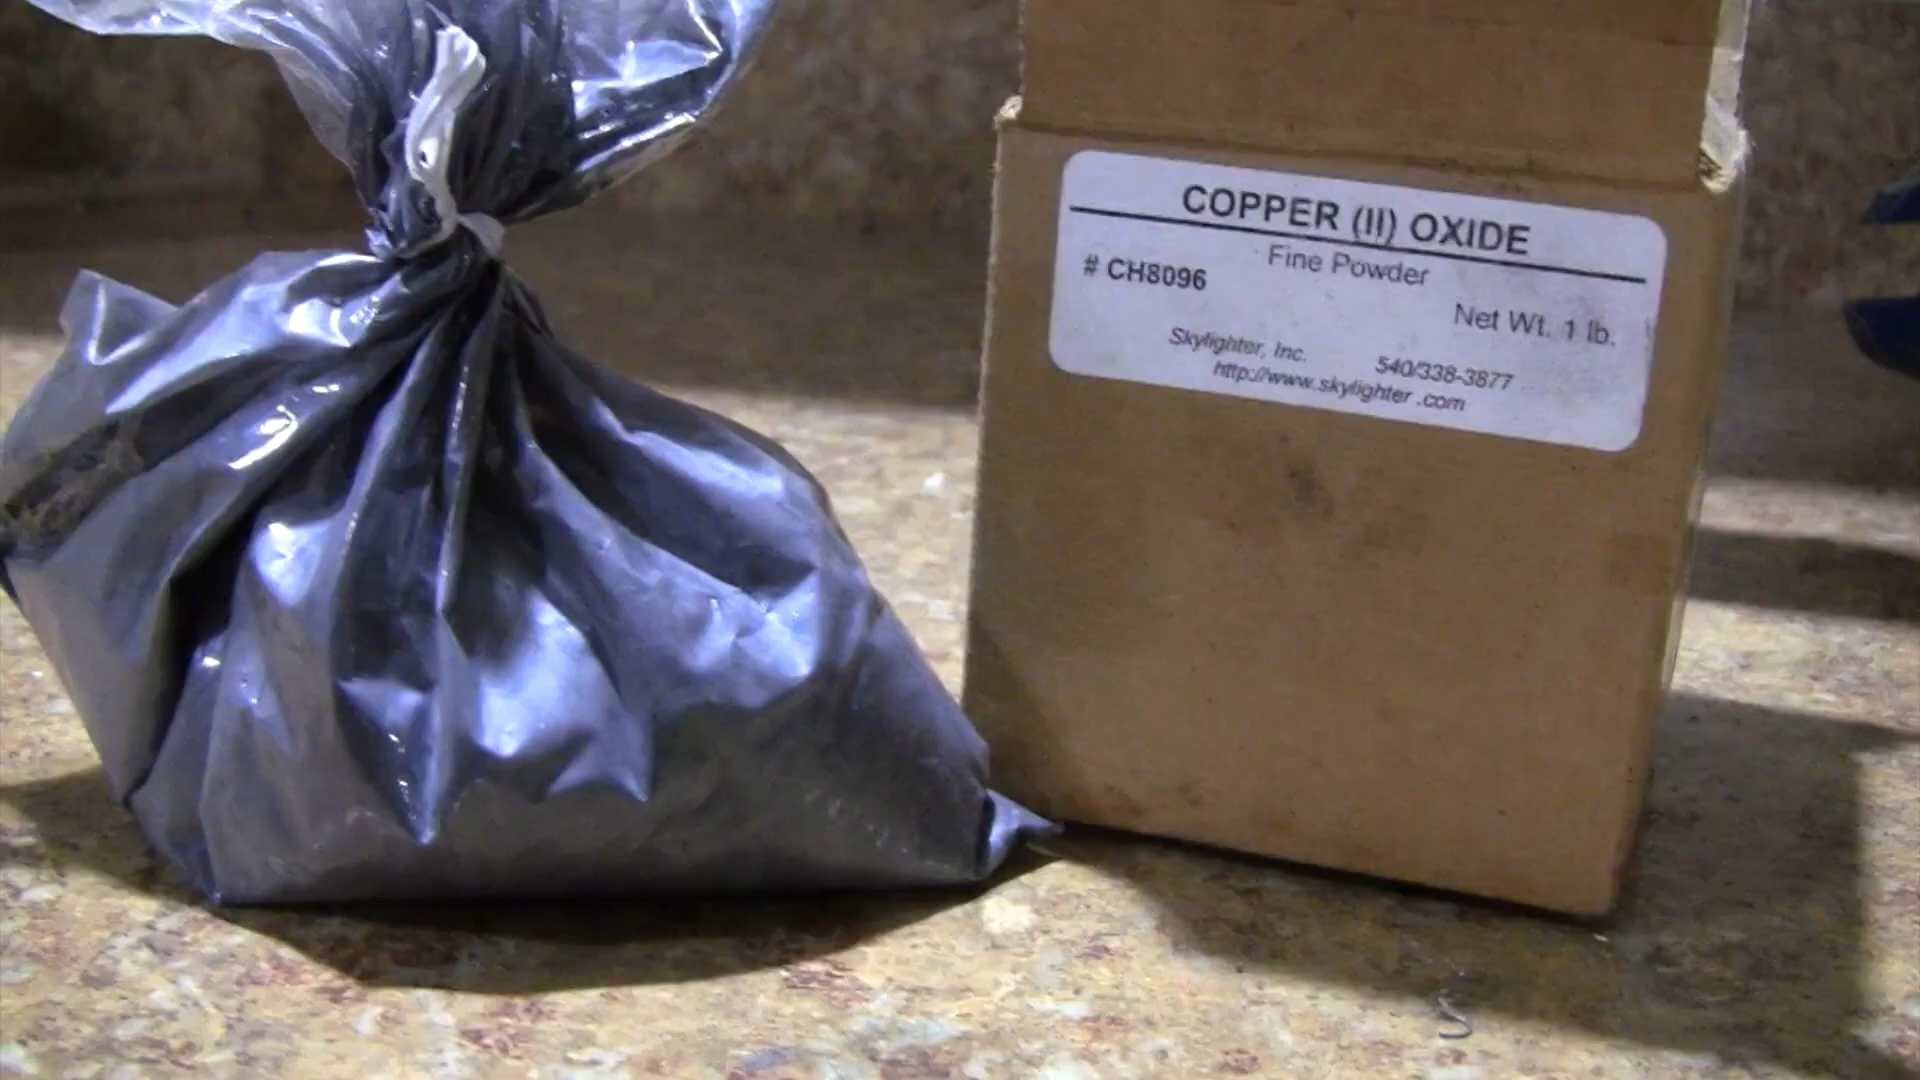 COPPER (II) OXIDE
Fine Powder
# CH8096
Net Wt. 1 lb.
Skylighter, Inc. 540/338-3877
http://www.skylighter .com